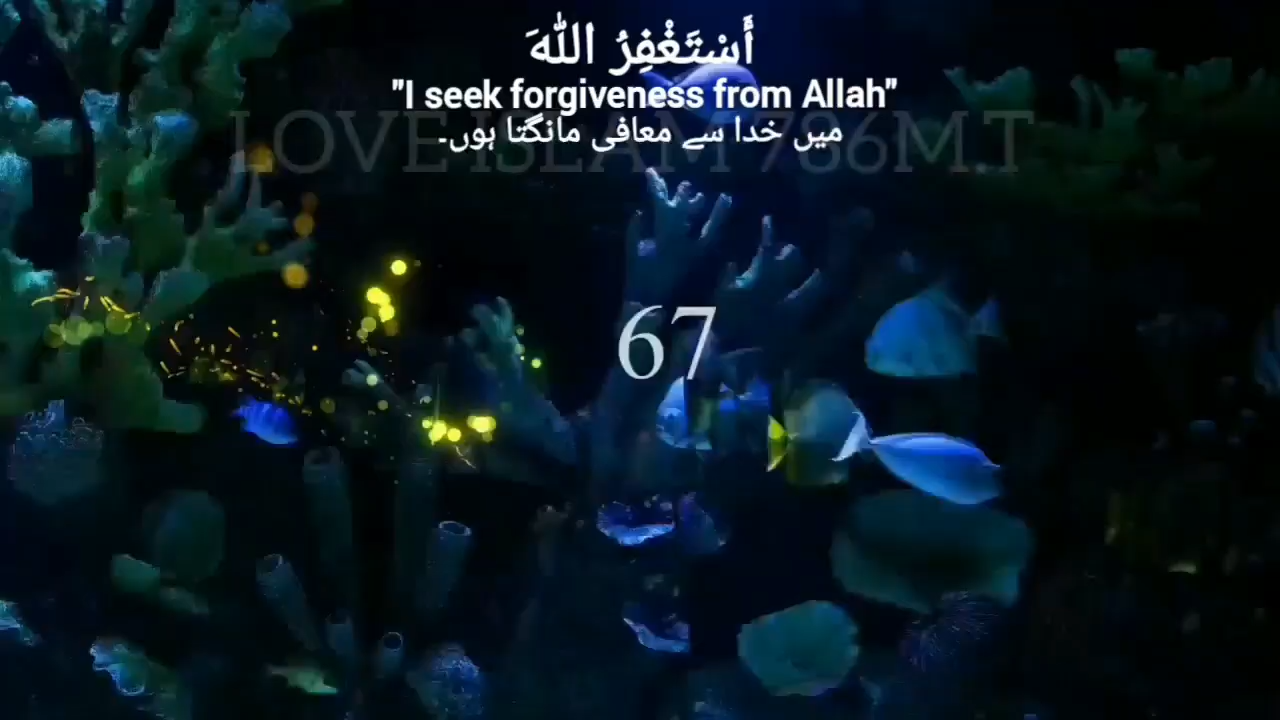 أَسْتَغْفِرُ اللّٰهَ
"I seek forgiveness from Allah"
میں خدا سے معافی مانگتا ہوں۔
LOVE ISLAM 786M.T
67